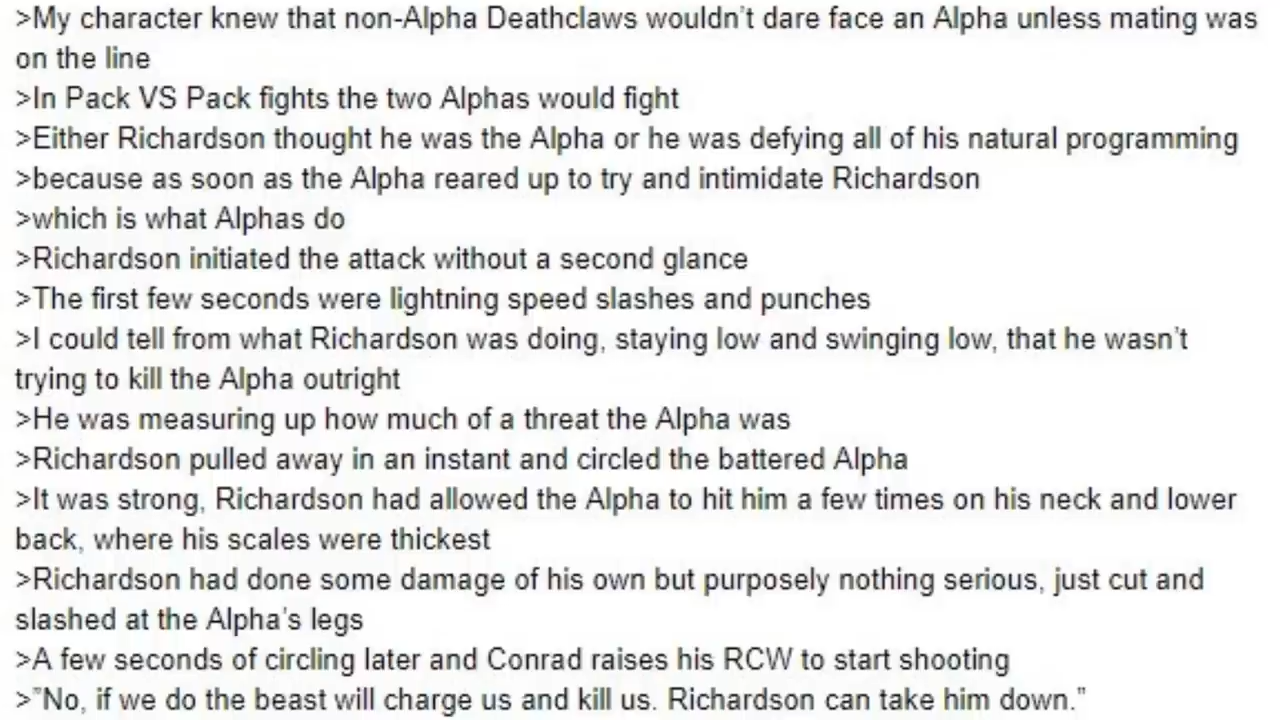 >My character knew that non-Alpha Deathclaws wouldn't dare face an Alpha unless mating was
on the line
>In Pack VS Pack fights the two Alphas would fight
>Either Richardson thought he was the Alpha or he was defying all of his natural programming
>because as soon as the Alpha reared up to try and intimidate Richardson
>which is what Alphas do
>Richardson initiated the attack without a second glance
>The first few seconds were lightning speed slashes and punches
>I could tell from what Richardson was doing, staying low and swinging low, that he wasn't
trying to kill the Alpha outright
>He was measuring up how much of a threat the Alpha was
>Richardson pulled away in an instant and circled the battered Alpha
>It was strong, Richardson had allowed the Alpha to hit him a few times on his neck and lower
back, where his scales were thickest
>Richardson had done some damage of his own but purposely nothing serious, just cut and
slashed at the Alpha's legs
>A few seconds of circling later and Conrad raises his RCW to start shooting
>"No, if we do the beast will charge us and kill us. Richardson can take him down."